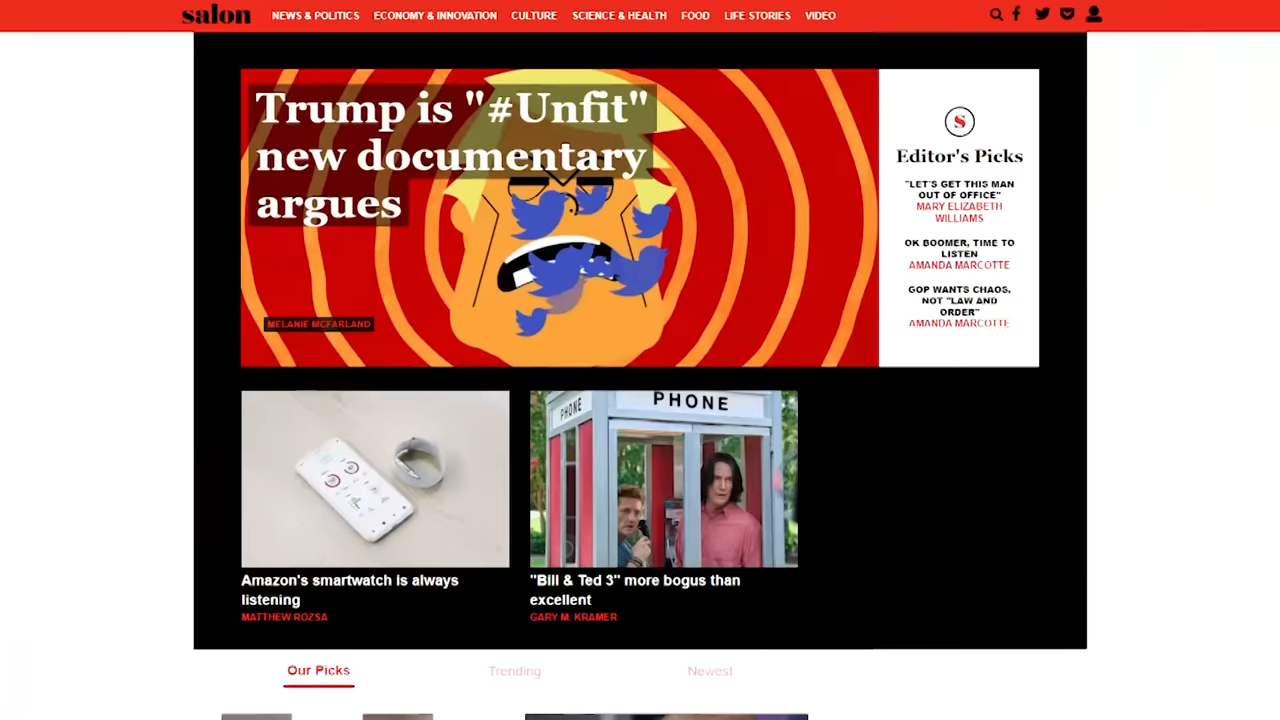 salon NEWS & POLITICS ECONOMY & INNOVATION CULTURE SCIENCE & HEALTH FOOD LIFE STORIES VIDEO
Trump is "#Unfit"
new documentary
argues
MELANIE MCFARLAND
S
Editor's Picks
"LET'S GET THIS MAN
OUT OF OFFICE"
MARY ELIZABETH
WILLIAMS
OK BOOMER, TIME TO
LISTEN
AMANDA MARCOTTE
GOP WANTS CHAOS,
NOT "LAW AND
ORDER"
AMANDA MARCOTTE
PHONE
PHONE
Amazon's smartwatch is always
listening
MATTHEW ROZSA
"Bill & Ted 3" more bogus than
excellent
GARY M. KRAMER
Our Picks Trending Newest